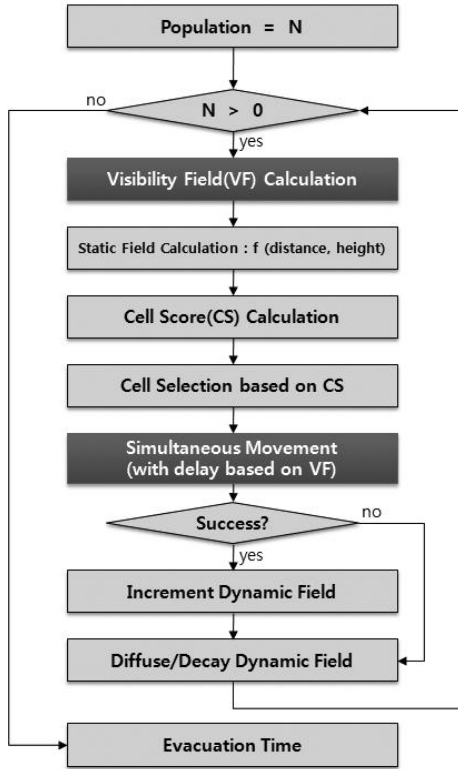 Population = N
no
N > 0
yes
Visibility Field(VF) Calculation
Static Field Calculation : f (distance, height)
Cell Score(CS) Calculation
Cell Selection based on CS
Simultaneous Movement
(with delay based on VF)
Success?
no
yes
Increment Dynamic Field
Diffuse/Decay Dynamic Field
Evacuation Time